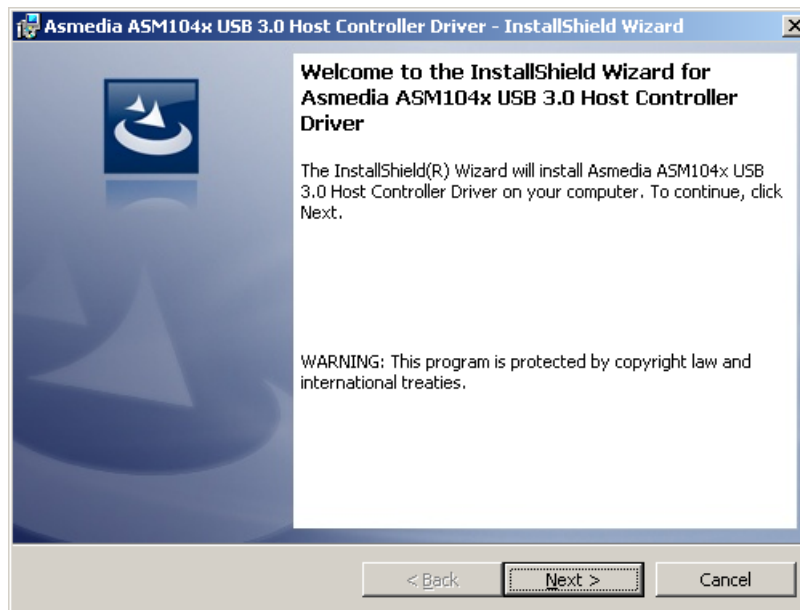 Asmedia ASM104x USB 3.0 Host Controller Driver - InstallShield Wizard
Welcome to the InstallShield Wizard for
Asmedia ASM104x USB 3.0 Host Controller
Driver
The InstallShield(R) Wizard will install Asmedia ASM104x USB
3.0 Host Controller Driver on your computer. To continue, click
Next.
WARNING: This program is protected by copyright law and
international treaties.
< Back
Next >
Cancel